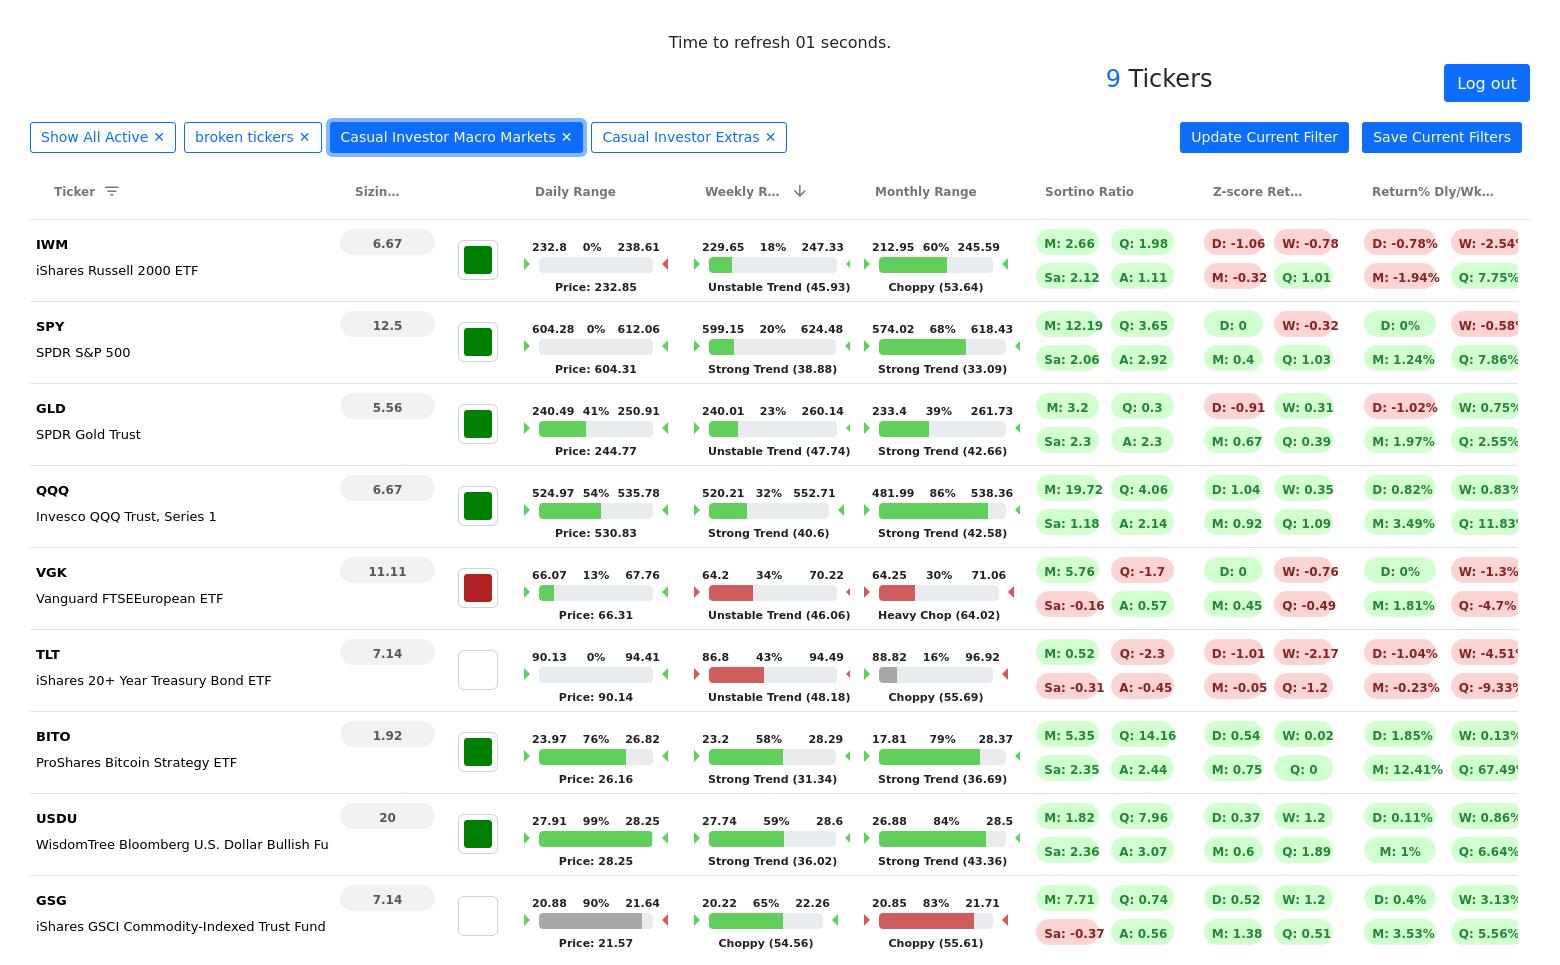 Time to refresh 01 seconds.
9 Tickers
Log out
Show All Active ✕ broken tickers ✕ Casual Investor Macro Markets ✕ Casual Investor Extras ✕ Update Current Filter Save Current Filters
Ticker Sizin... Daily Range Weekly R... Monthly Range Sortino Ratio Z-score Ret... Return% Dly/Wk...
IWM 6.67 232.8 0% 238.61 229.65 18% 247.33 212.95 60% 245.59 M: 2.66 Q: 1.98 D: -1.06 W: -0.78 D: -0.78% W: -2.54%
iShares Russell 2000 ETF Price: 232.85 Unstable Trend (45.93) Choppy (53.64) Sa: 2.12 A: 1.11 M: -0.32 Q: 1.01 M: -1.94% Q: 7.75%
SPY 12.5 604.28 0% 612.06 599.15 20% 624.48 574.02 68% 618.43 M: 12.19 Q: 3.65 D: 0 W: -0.32 D: 0% W: -0.58%
SPDR S&P 500 Price: 604.31 Strong Trend (38.88) Strong Trend (33.09) Sa: 2.06 A: 2.92 M: 0.4 Q: 1.03 M: 1.24% Q: 7.86%
GLD 5.56 240.49 41% 250.91 240.01 23% 260.14 233.4 39% 261.73 M: 3.2 Q: 0.3 D: -0.91 W: 0.31 D: -1.02% W: 0.75%
SPDR Gold Trust Price: 244.77 Unstable Trend (47.74) Strong Trend (42.66) Sa: 2.3 A: 2.3 M: 0.67 Q: 0.39 M: 1.97% Q: 2.55%
QQQ 6.67 524.97 54% 535.78 520.21 32% 552.71 481.99 86% 538.36 M: 19.72 Q: 4.06 D: 1.04 W: 0.35 D: 0.82% W: 0.83%
Invesco QQQ Trust, Series 1 Price: 530.83 Strong Trend (40.6) Strong Trend (42.58) Sa: 1.18 A: 2.14 M: 0.92 Q: 1.09 M: 3.49% Q: 11.83%
VGK 11.11 66.07 13% 67.76 64.2 34% 70.22 64.25 30% 71.06 M: 5.76 Q: -1.7 D: 0 W: -0.76 D: 0% W: -1.3%
Vanguard FTSEEuropean ETF Price: 66.31 Unstable Trend (46.06) Heavy Chop (64.02) Sa: -0.16 A: 0.57 M: 0.45 Q: -0.49 M: 1.81% Q: -4.7%
TLT 7.14 90.13 0% 94.41 86.8 43% 94.49 88.82 16% 96.92 M: 0.52 Q: -2.3 D: -1.01 W: -2.17 D: -1.04% W: -4.51%
iShares 20+ Year Treasury Bond ETF Price: 90.14 Unstable Trend (48.18) Choppy (55.69) Sa: -0.31 A: -0.45 M: -0.05 Q: -1.2 M: -0.23% Q: -9.33%
BITO 1.92 23.97 76% 26.82 23.2 58% 28.29 17.81 79% 28.37 M: 5.35 Q: 14.16 D: 0.54 W: 0.02 D: 1.85% W: 0.13%
ProShares Bitcoin Strategy ETF Price: 26.16 Strong Trend (31.34) Strong Trend (36.69) Sa: 2.35 A: 2.44 M: 0.75 Q: 0 M: 12.41% Q: 67.49%
USDU 20 27.91 99% 28.25 27.74 59% 28.6 26.88 84% 28.5 M: 1.82 Q: 7.96 D: 0.37 W: 1.2 D: 0.11% W: 0.86%
WisdomTree Bloomberg U.S. Dollar Bullish Fu Price: 28.25 Strong Trend (36.02) Strong Trend (43.36) Sa: 2.36 A: 3.07 M: 0.6 Q: 1.89 M: 1% Q: 6.64%
GSG 7.14 20.88 90% 21.64 20.22 65% 22.26 20.85 83% 21.71 M: 7.71 Q: 0.74 D: 0.52 W: 1.2 D: 0.4% W: 3.13%
iShares GSCI Commodity-Indexed Trust Fund Price: 21.57 Choppy (54.56) Choppy (55.61) Sa: -0.37 A: 0.56 M: 1.38 Q: 0.51 M: 3.53% Q: 5.56%